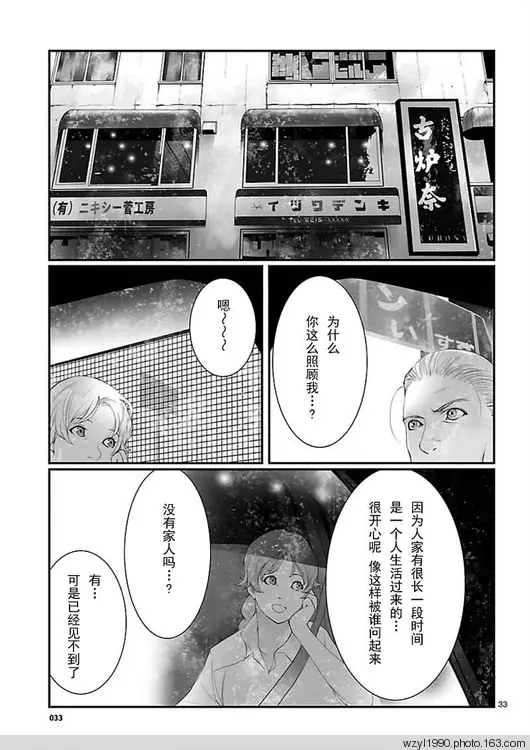 (有)ニキシー菅工房
イヅワデンキ
古炉奈
CORONA
為什么
你这么照顾我…?
嗯～～～
因为人家有很长一段时间
是一个人生活过来的…
很开心呢 像这样被谁问起来
没有家人吗…?
有…
可是已经见不到了
33
033
wzyl1990.photo.163.com